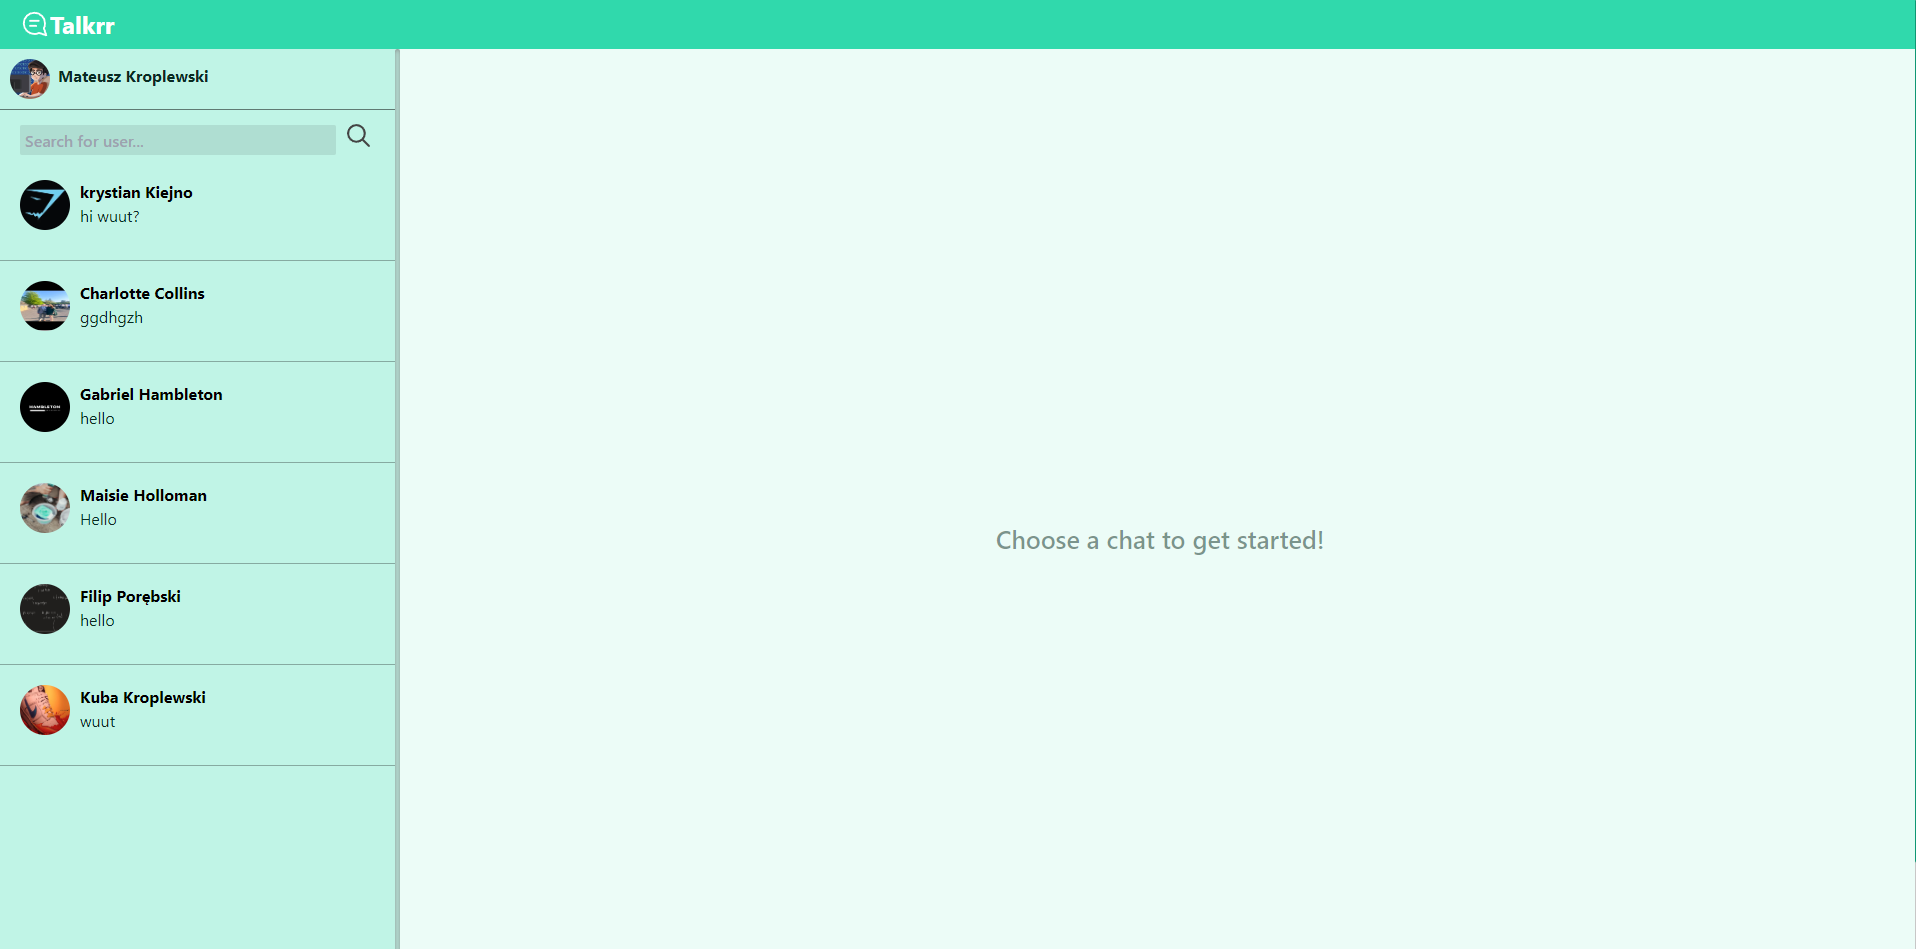 Talkrr
Mateusz Kroplewski
Search for user...
krystian Kiejno
hi wuut?
Charlotte Collins
ggdhgzh
Gabriel Hambleton
hello
HAMBLETON
Maisie Holloman
Hello
Filip Porębski
hello
Kuba Kroplewski
wuut
Choose a chat to get started!